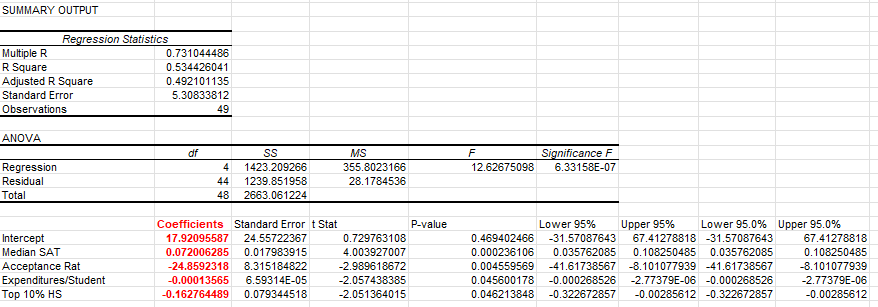 SUMMARY OUTPUT
Regression Statistics
Multiple R 0.731044486
R Square 0.534426041
Adjusted R Square 0.492101135
Standard Error 5.30833812
Observations 49
ANOVA
df SS MS F Significance F
Regression 4 1423.209266 355.8023166 12.62675098 6.33158E-07
Residual 44 1239.851958 28.1784536
Total 48 2663.061224
Coefficients Standard Error t Stat P-value Lower 95% Upper 95% Lower 95.0% Upper 95.0%
Intercept 17.92095587 24.55722367 0.729763108 0.469402466 -31.57087643 67.41278818 -31.57087643 67.41278818
Median SAT 0.072006285 0.017983915 4.003927007 0.000236106 0.035762085 0.108250485 0.035762085 0.108250485
Acceptance Rat -24.8592318 8.315184822 -2.989618672 0.004559569 -41.61738567 -8.101077939 -41.61738567 -8.101077939
Expenditures/Student -0.00013565 6.59314E-05 -2.057438385 0.045600178 -0.000268526 -2.77379E-06 -0.000268526 -2.77379E-06
Top 10% HS -0.162764489 0.079344518 -2.051364015 0.046213848 -0.322672857 -0.00285612 -0.322672857 -0.00285612